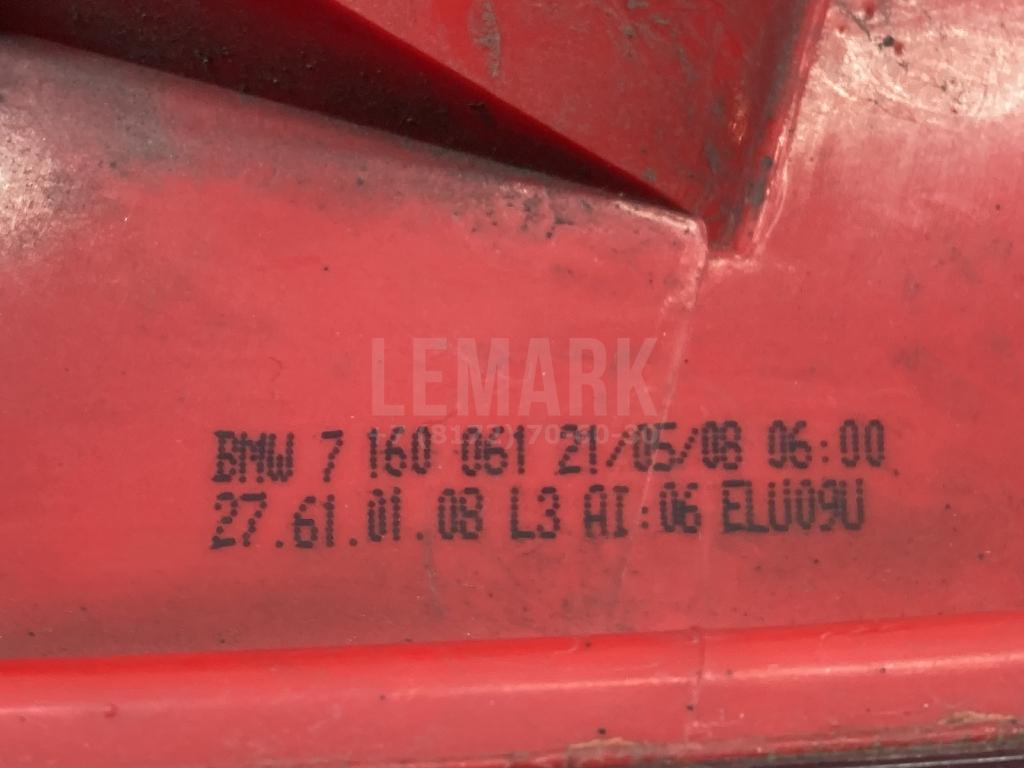 LEMARK
BMW 7 160 061 21/05/08 06:00
27.61.01.08 L3 AI:06 ELU09U